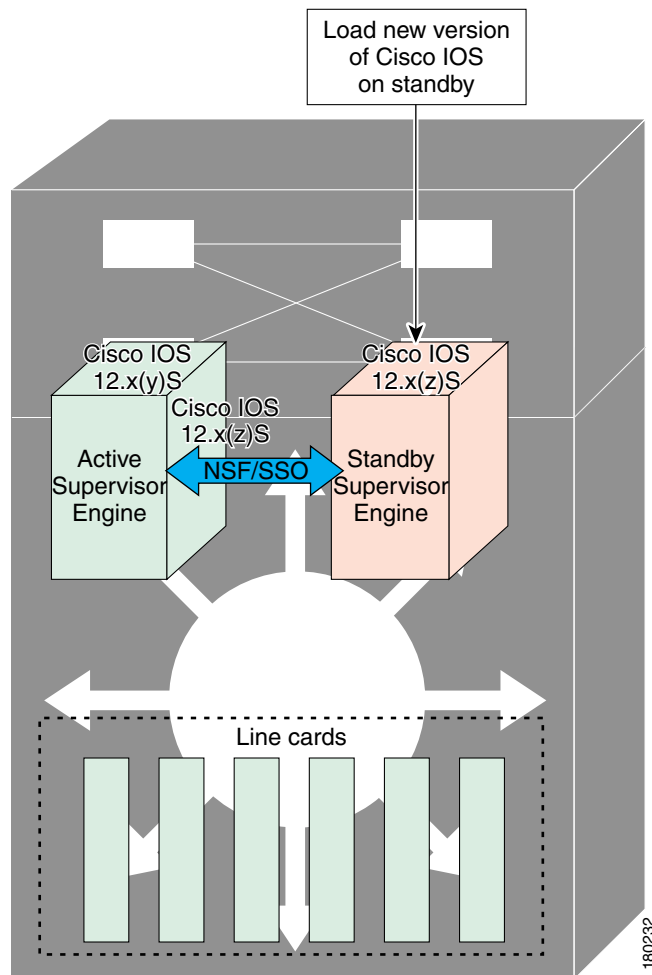 Load new version
of Cisco IOS
on standby
Cisco IOS
12.x(y)S
Cisco IOS
12.x(z)S
Cisco IOS
12.x(z)S
Active
Supervisor
Engine
NSF/SSO
Standby
Supervisor
Engine
Line cards
180232